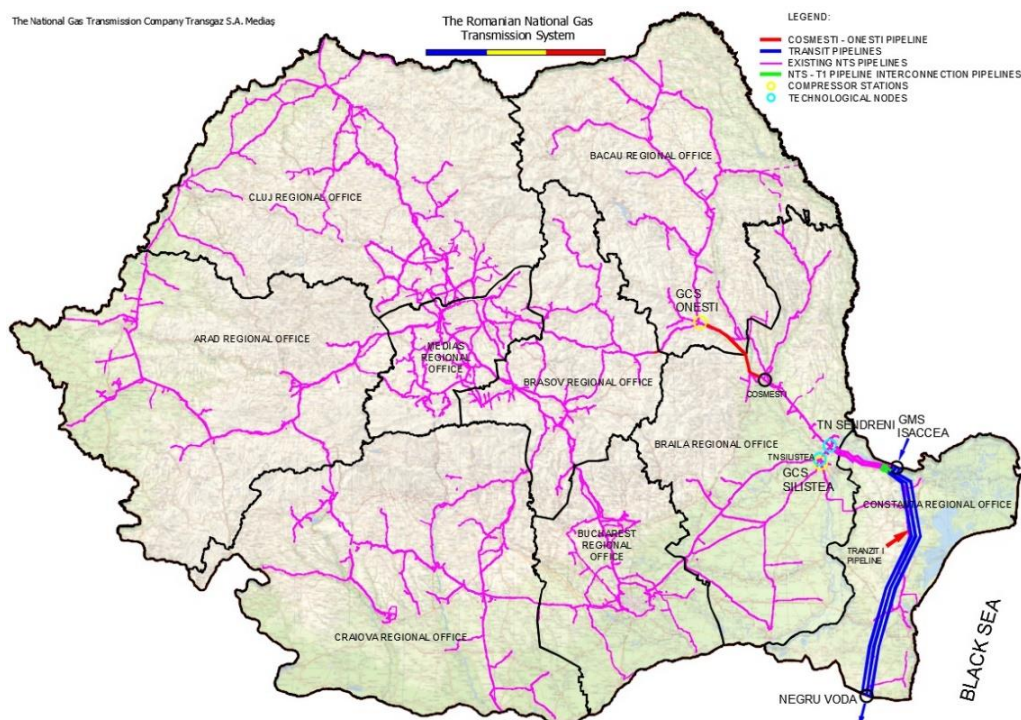 The National Gas Transmission Company Transgaz S.A. Mediaş
The Romanian National Gas
Transmission System
LEGEND:
COSMESTI - ONESTI PIPELINE
TRANSIT PIPELINES
EXISTING NTS PIPELINES
NTS - T1 PIPELINE INTERCONNECTION PIPELINES
COMPRESSOR STATIONS
TECHNOLOGICAL NODES
BACAU REGIONAL OFFICE
CLUJ REGIONAL OFFICE
GCS
ONESTI
ARAD REGIONAL OFFICE
MEDIAS
REGIONAL
OFFICE
BRASOV REGIONAL OFFICE
COSMESTI
TN SENDRENI
GMS
ISACCEA
BRAILA REGIONAL OFFICE
TN SILISTEA
GCS
SILISTEA
CONSTANTA REGIONAL OFFICE
BUCHAREST
REGIONAL
OFFICE
TRANZIT I
PIPELINE
CRAIOVA REGIONAL OFFICE
BLACK SEA
NEGRU VODA